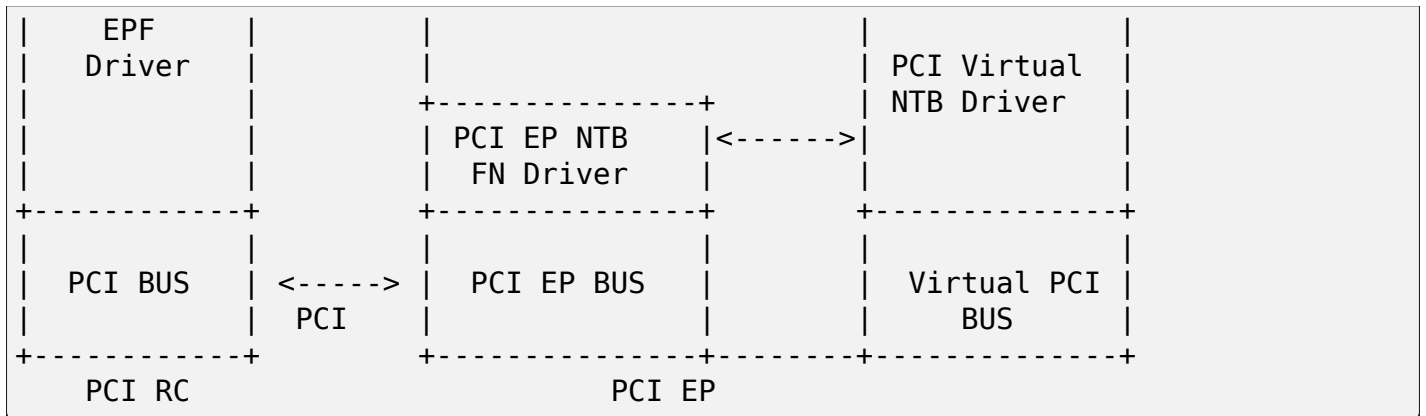 |    EPF     |         |                        |              |
|   Driver   |         |                        | PCI Virtual  |
|            |         +---------------+        | NTB Driver   |
|            |         | PCI EP NTB    |<------>|              |
|            |         |  FN Driver    |        |              |
+------------+         +---------------+        +--------------+
|            |         |               |        |              |
|  PCI BUS   | <-----> |  PCI EP BUS   |        |  Virtual PCI |
|            |  PCI    |               |        |     BUS      |
+------------+         +---------------+--------+--------------+
    PCI RC                        PCI EP